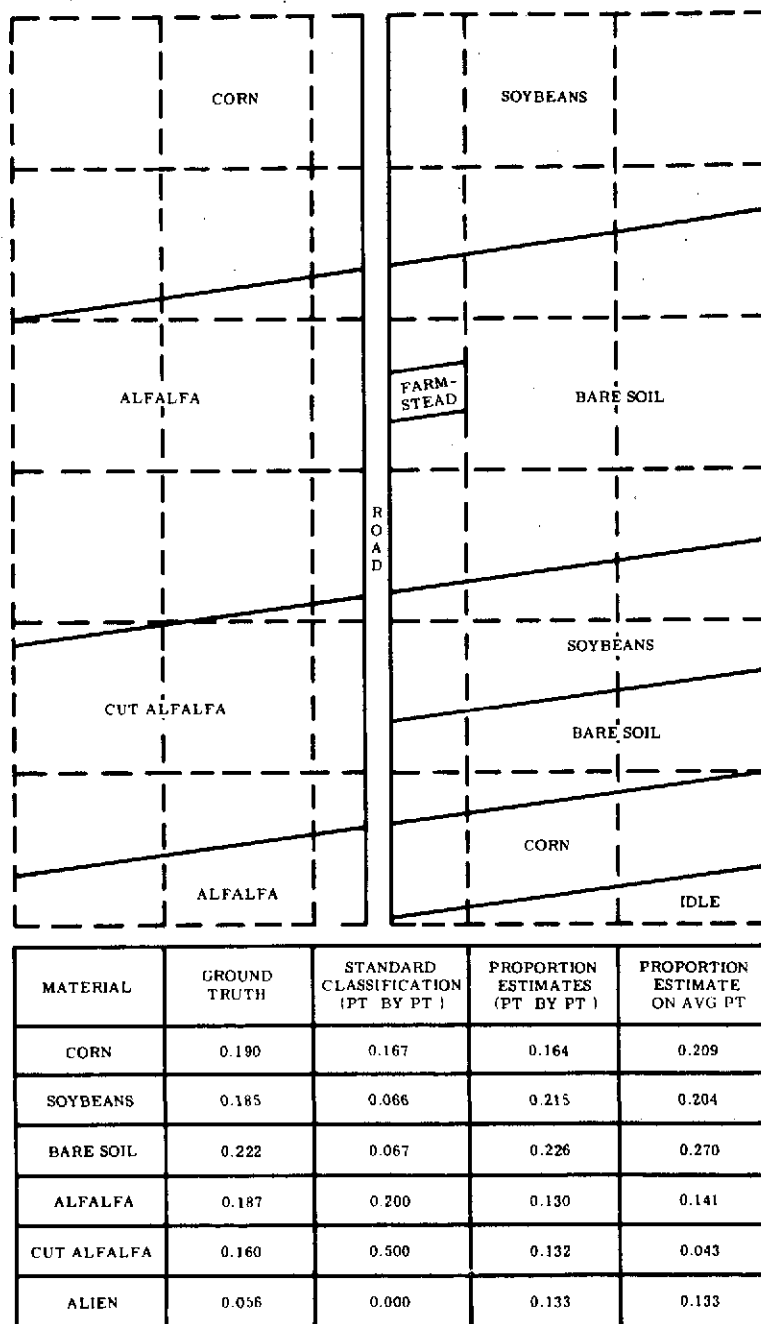 CORN
SOYBEANS
ALFALFA
FARM-
STEAD
BARE SOIL
R
O
A
D
SOYBEANS
CUT ALFALFA
BARE SOIL
CORN
ALFALFA
IDLE
MATERIAL
GROUND
TRUTH
STANDARD
CLASSIFICATION
(PT BY PT)
PROPORTION
ESTIMATES
(PT BY PT)
PROPORTION
ESTIMATE
ON AVG PT
CORN 0.190 0.167 0.164 0.209
SOYBEANS 0.185 0.066 0.215 0.204
BARE SOIL 0.222 0.067 0.226 0.270
ALFALFA 0.187 0.200 0.130 0.141
CUT ALFALFA 0.160 0.500 0.132 0.043
ALIEN 0.056 0.000 0.133 0.133